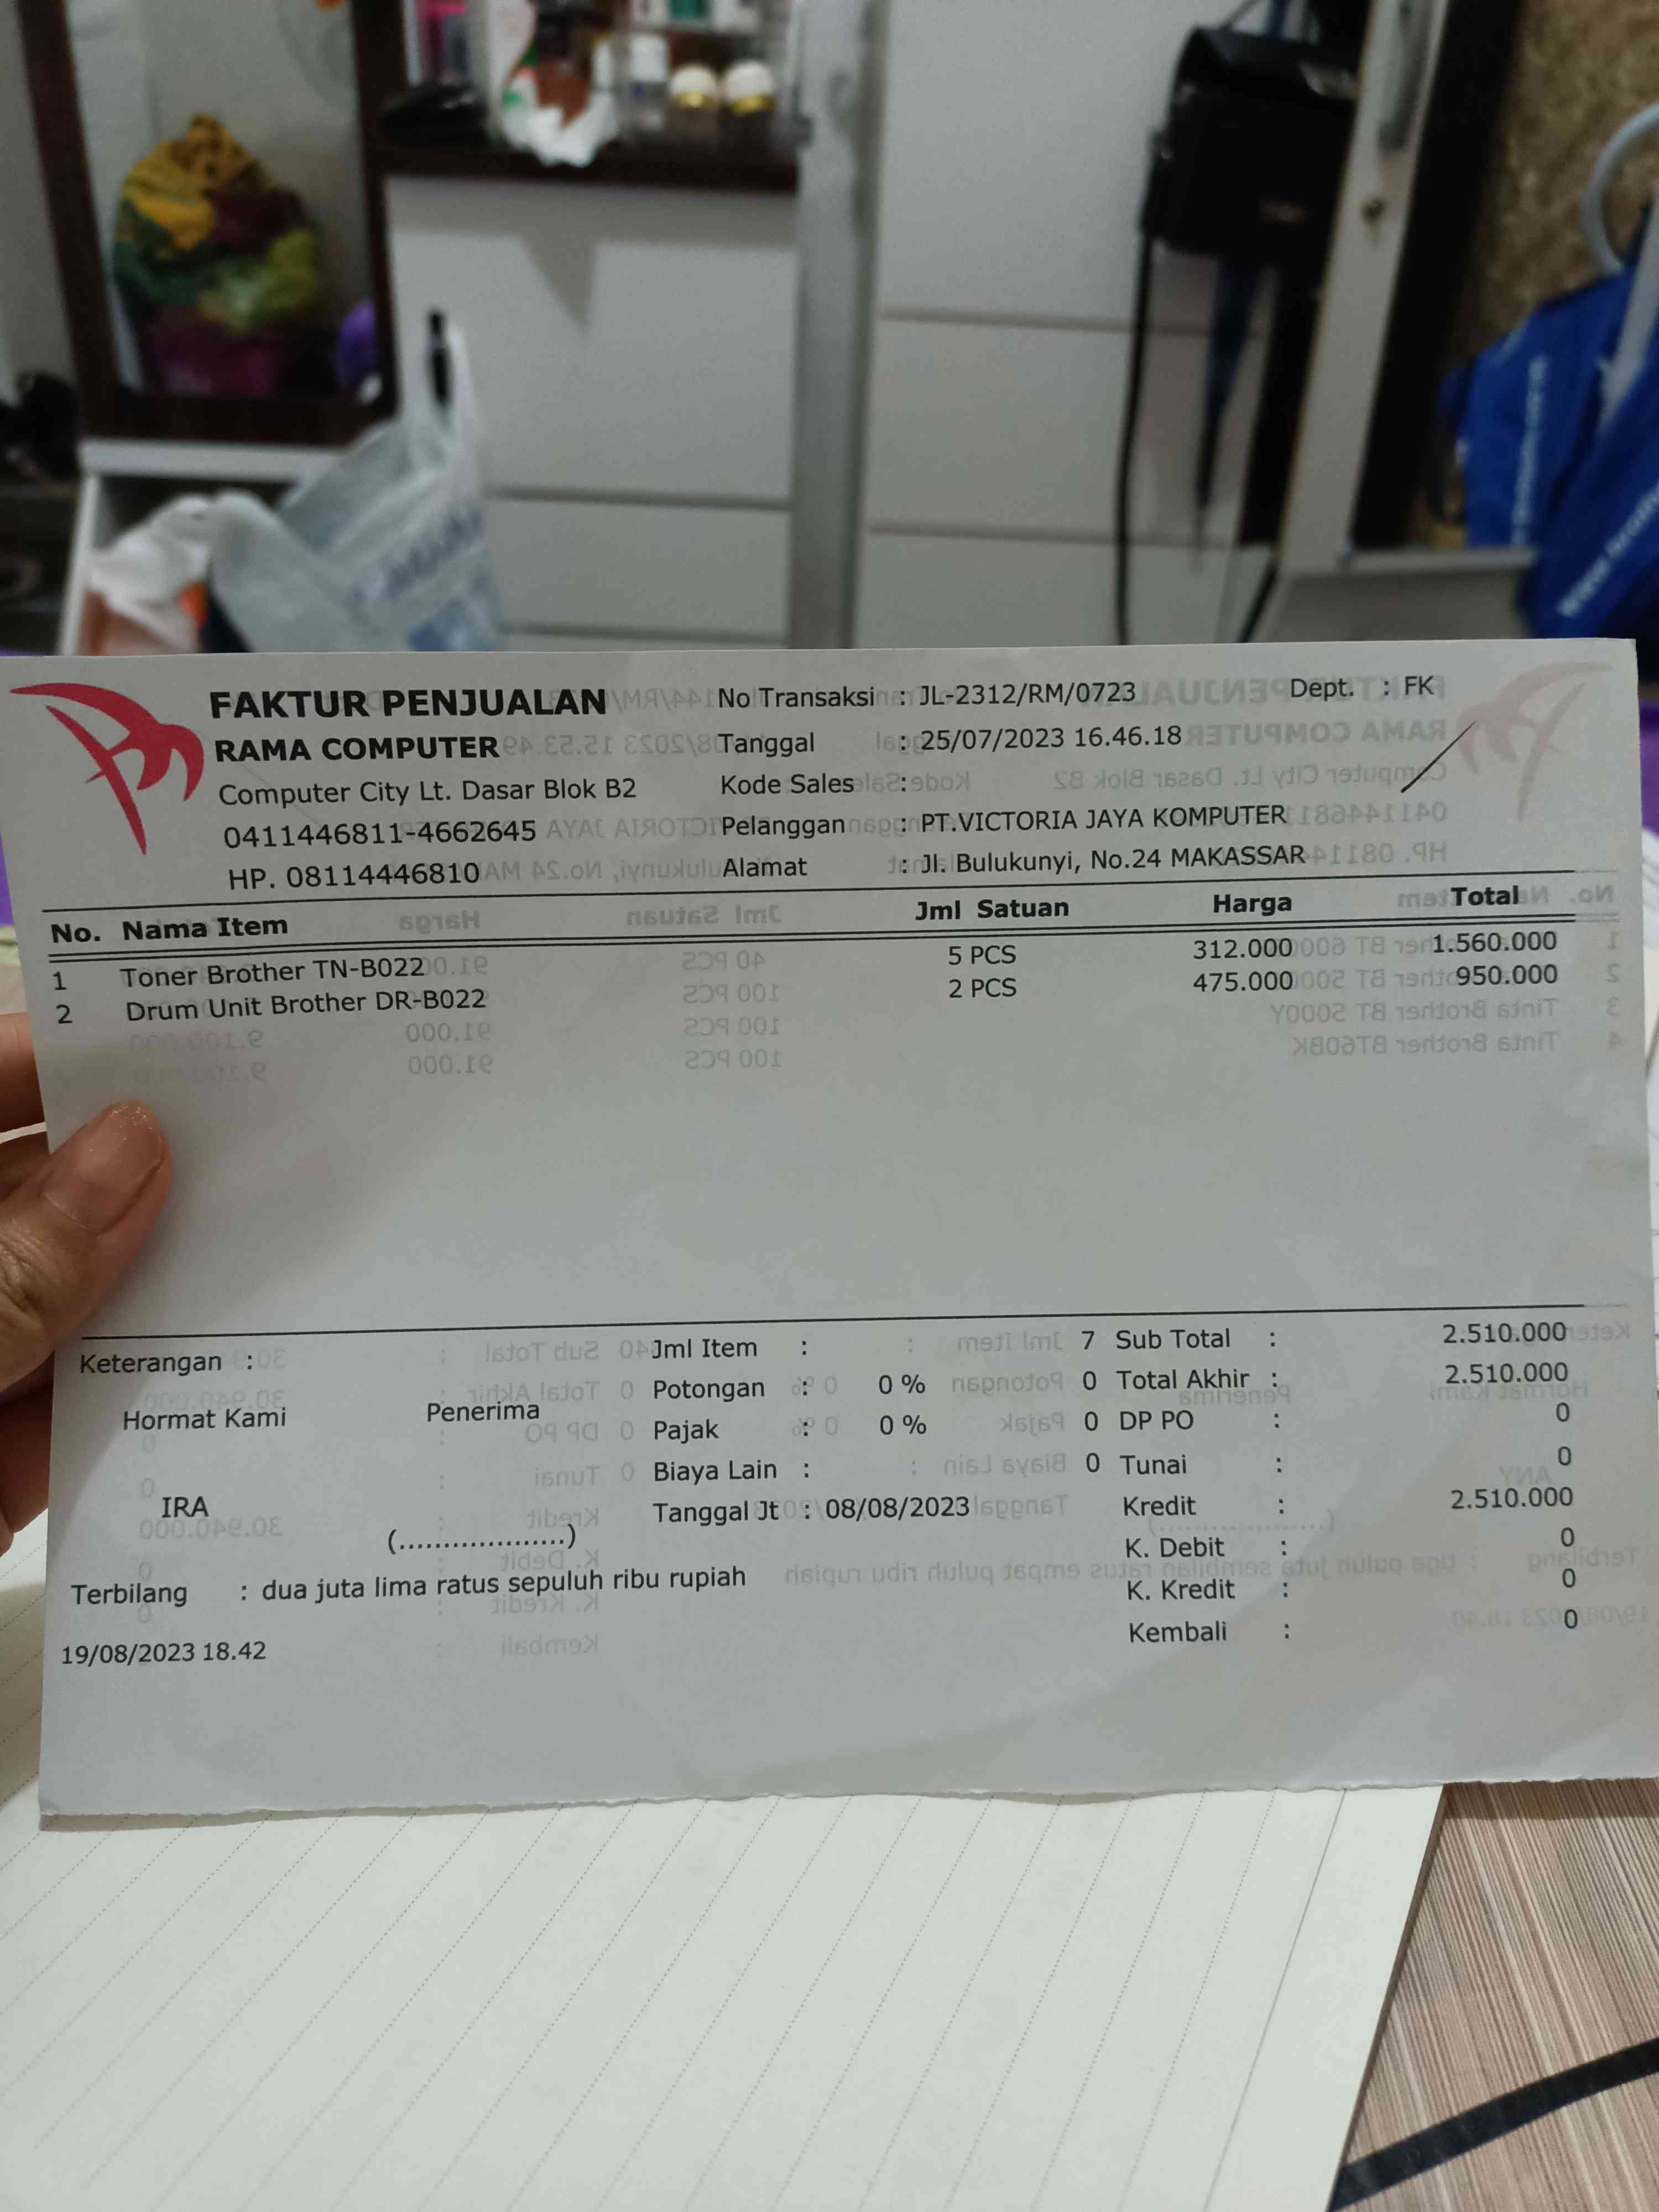 FAKTUR PENJUALAN
RAMA COMPUTER
Computer City Lt. Dasar Blok B2
0411446811-4662645
HP. 08114446810
No Transaksi : JL-2312/RM/0723
Dept. : FK
Tanggal : 25/07/2023 16.46.18
Kode Sales :
Pelanggan : PT.VICTORIA JAYA KOMPUTER
Alamat : Jl. Bulukunyi, No.24 MAKASSAR
No. Nama Item Jml Satuan Harga Total
1 Toner Brother TN-B022 5 PCS 312.000 1.560.000
2 Drum Unit Brother DR-B022 2 PCS 475.000 950.000
Keterangan :
Hormat Kami Penerima
IRA
(....................)
Jml Item : 7
Potongan : 0 % 0
Pajak : 0 % 0
Biaya Lain : 0
Tanggal Jt : 08/08/2023
Sub Total : 2.510.000
Total Akhir : 2.510.000
DP PO : 0
Tunai : 0
Kredit : 2.510.000
K. Debit : 0
K. Kredit : 0
Kembali : 0
Terbilang : dua juta lima ratus sepuluh ribu rupiah
19/08/2023 18.42